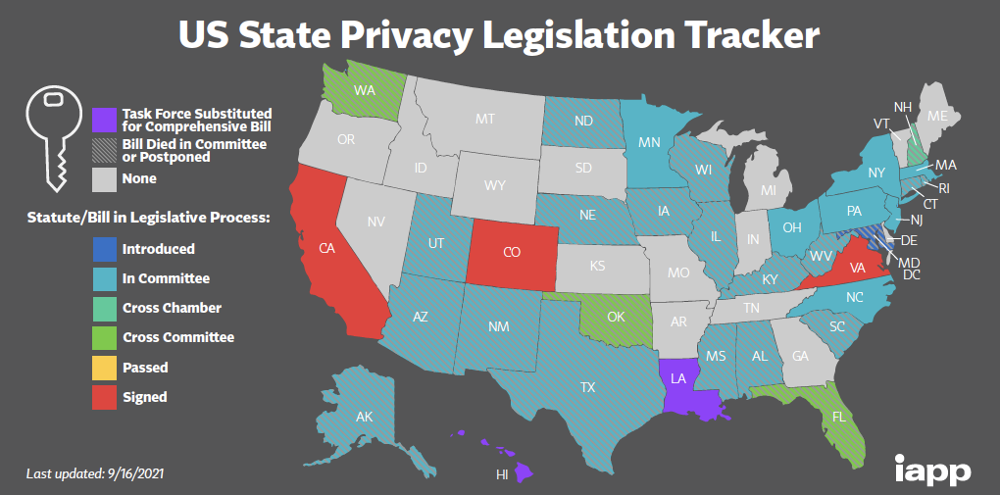 US State Privacy Legislation Tracker
Task Force Substituted
for Comprehensive Bill
Bill Died in Committee
or Postponed
None
Statute/Bill in Legislative Process:
Introduced
In Committee
Cross Chamber
Cross Committee
Passed
Signed
Last updated: 9/16/2021
WA
OR
CA
NV
ID
MT
WY
UT
CO
AZ
NM
ND
SD
NE
KS
OK
TX
MN
IA
MO
AR
LA
WI
IL
MI
IN
OH
KY
TN
MS
AL
GA
FL
SC
NC
VA
WV
PA
NY
VT
NH
ME
MA
RI
CT
NJ
DE
MD
DC
AK
HI
iapp